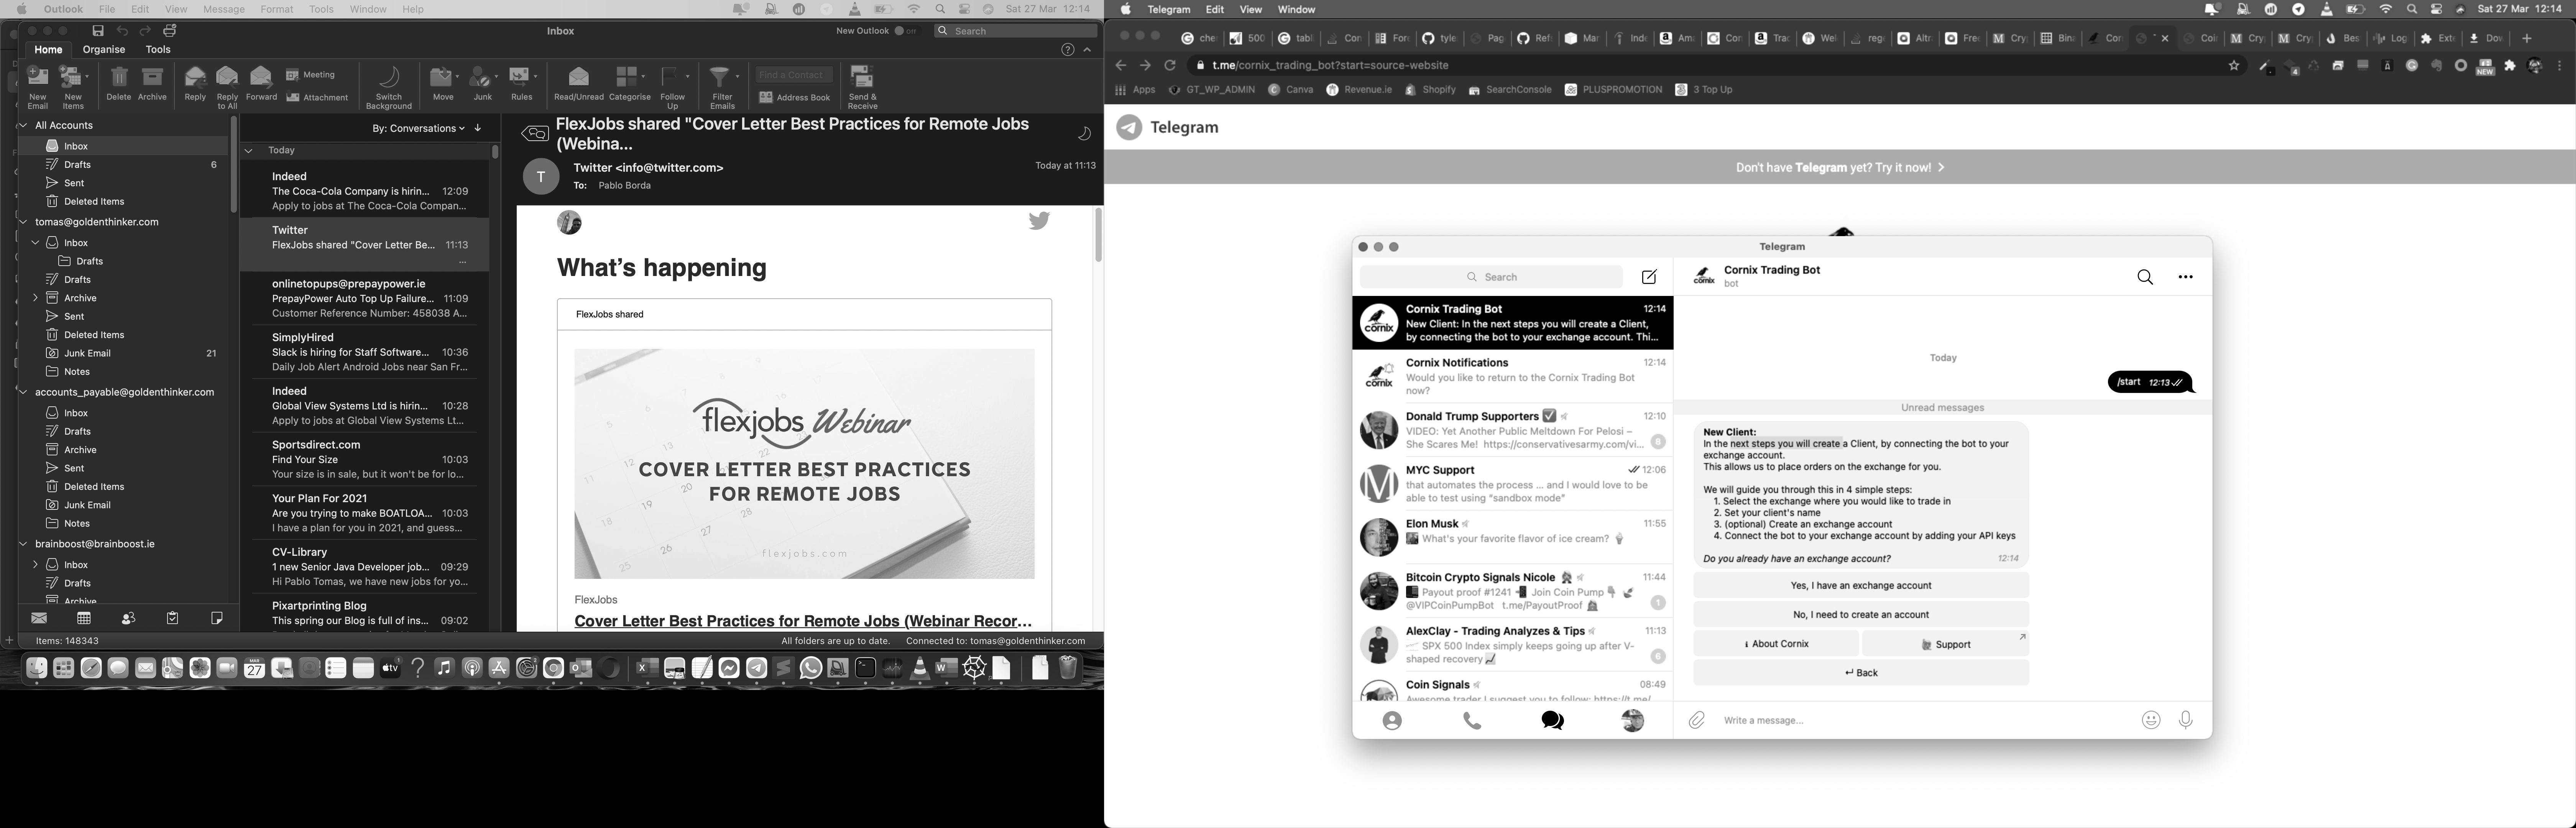 Outlook File Edit View Message Format Tools Window Help Sat 27 Mar 12:14
Inbox
New Outlook
Search
Home Organise Tools
New Email
New Items
Delete
Archive
Reply
Reply to All
Forward
Meeting
Attachment
Switch Background
Move
Junk
Rules
Read/Unread
Categorise
Follow Up
Filter Emails
Find a Contact
Address Book
Send & Receive
All Accounts
Inbox
Drafts 6
Sent
Deleted Items
tomas@goldenthinker.com
Inbox
Drafts
Drafts
Archive
Sent
Deleted Items
Junk Email 21
Notes
accounts_payable@goldenthinker.com
Inbox
Drafts
Archive
Sent
Deleted Items
Junk Email
Notes
brainboost@brainboost.ie
Inbox
Drafts
Archive
Items: 148343
By: Conversations
Today
Indeed
The Coca-Cola Company is hirin... 12:09
Apply to jobs at The Coca-Cola Compan...
Twitter
FlexJobs shared "Cover Letter Be... 11:13
...
onlinetopups@prepaypower.ie
PrepayPower Auto Top Up Failure... 11:09
Customer Reference Number: 458038 A...
SimplyHired
Slack is hiring for Staff Software... 10:36
Daily Job Alert Android Jobs near San Fr...
Indeed
Global View Systems Ltd is hirin... 10:28
Apply to jobs at Global View Systems Lt...
Sportsdirect.com
Find Your Size 10:03
Your size is in sale, but it won't be for lo...
Your Plan For 2021
Are you trying to make BOATLOA... 10:03
I have a plan for you in 2021, and guess...
CV-Library
1 new Senior Java Developer job... 09:29
Hi Pablo Tomas, we have new jobs for yo...
Pixartprinting Blog
This spring our Blog is full of ins... 09:02
FlexJobs shared "Cover Letter Best Practices for Remote Jobs
(Webina...
T
Twitter <info@twitter.com>
Today at 11:13
To: Pablo Borda
What's happening
FlexJobs shared
flexjobs Webinar
COVER LETTER BEST PRACTICES
FOR REMOTE JOBS
flexjobs.com
FlexJobs
Cover Letter Best Practices for Remote Jobs (Webinar Recor...
All folders are up to date. Connected to: tomas@goldenthinker.com
Telegram Edit View Window Sat 27 Mar 12:14
t.me/cornix_trading_bot?start=source-website
Apps GT_WP_ADMIN Canva Revenue.ie Shopify SearchConsole PLUSPROMOTION 3 Top Up
Telegram
Don't have Telegram yet? Try it now!
Telegram
Search
Cornix Trading Bot 12:14
New Client: In the next steps you will create a Client,
by connecting the bot to your exchange account. Thi...
Cornix Notifications 12:14
Would you like to return to the Cornix Trading Bot
now?
Donald Trump Supporters 12:10
VIDEO: Yet Another Public Meltdown For Pelosi –
She Scares Me! https://conservativesarmy.com/vi... 8
MYC Support 12:06
that automates the process ... and I would love to be
able to test using "sandbox mode"
Elon Musk 11:55
What's your favorite flavor of ice cream?
Bitcoin Crypto Signals Nicole 11:44
Payout proof #1241 Join Coin Pump
@VIPCoinPumpBot t.me/PayoutProof 1
AlexClay - Trading Analyzes & Tips 11:13
SPX 500 Index simply keeps going up after V-
shaped recovery 6
Coin Signals 08:49
Awesome trader I suggest you to follow: https://t.me/
Cornix Trading Bot
bot
Today
/start 12:13
Unread messages
New Client:
In the next steps you will create a Client, by connecting the bot to your
exchange account.
This allows us to place orders on the exchange for you.
We will guide you through this in 4 simple steps:
1. Select the exchange where you would like to trade in
2. Set your client's name
3. (optional) Create an exchange account
4. Connect the bot to your exchange account by adding your API keys
Do you already have an exchange account? 12:14
Yes, I have an exchange account
No, I need to create an account
About Cornix
Support
Back
Write a message...